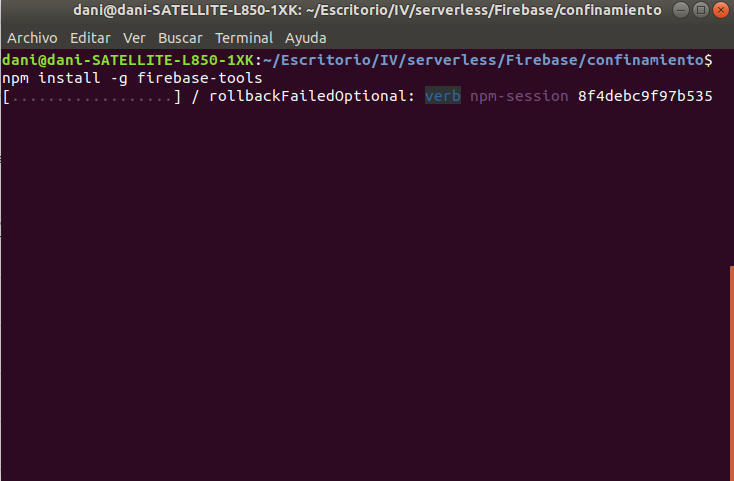 dani@dani-SATELLITE-L850-1XK: ~/Escritorio/IV/serverless/Firebase/confinamiento
Archivo Editar Ver Buscar Terminal Ayuda
dani@dani-SATELLITE-L850-1XK:~/Escritorio/IV/serverless/Firebase/confinamiento$
npm install -g firebase-tools
[..................] / rollbackFailedOptional: verb npm-session 8f4debc9f97b535